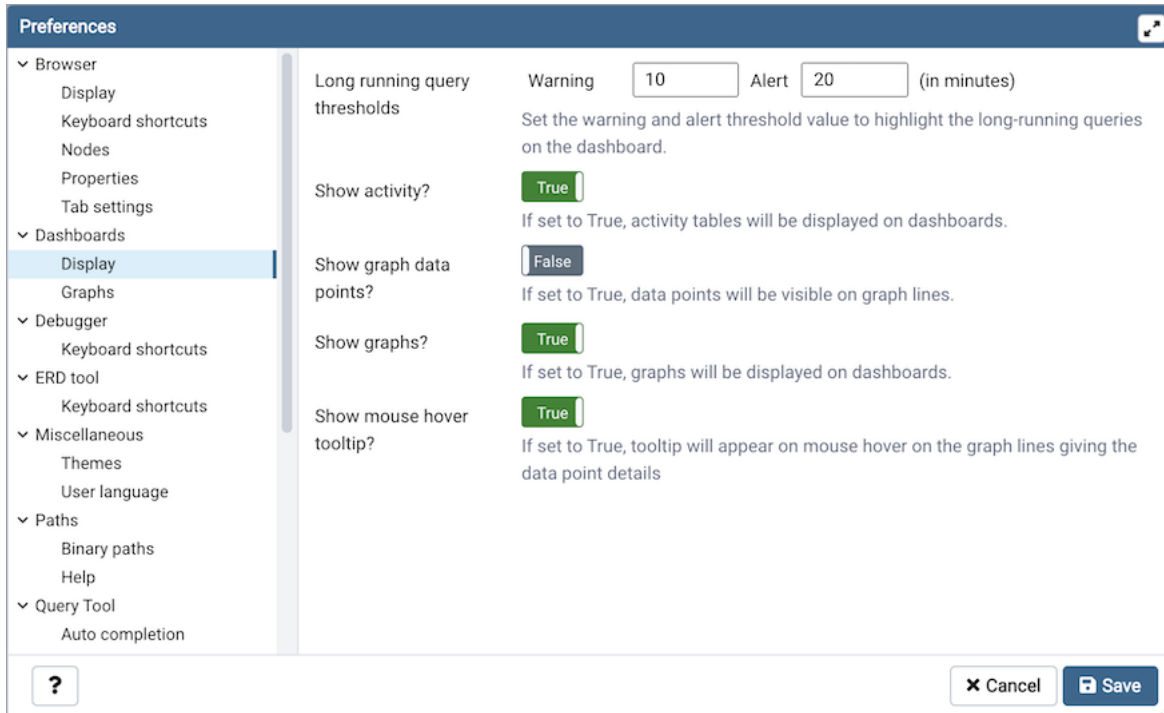 Preferences
Browser
Display
Keyboard shortcuts
Nodes
Properties
Tab settings
Dashboards
Display
Graphs
Debugger
Keyboard shortcuts
ERD tool
Keyboard shortcuts
Miscellaneous
Themes
User language
Paths
Binary paths
Help
Query Tool
Auto completion
Long running query
thresholds
Warning 10 Alert 20 (in minutes)
Set the warning and alert threshold value to highlight the long-running queries
on the dashboard.
Show activity? True
If set to True, activity tables will be displayed on dashboards.
Show graph data
points?
False
If set to True, data points will be visible on graph lines.
Show graphs? True
If set to True, graphs will be displayed on dashboards.
Show mouse hover
tooltip?
True
If set to True, tooltip will appear on mouse hover on the graph lines giving the
data point details
? Cancel Save